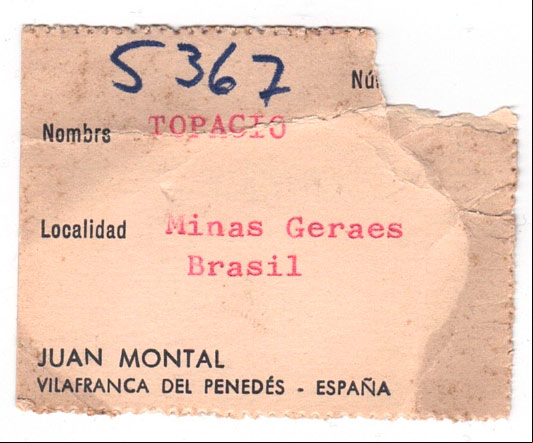 5367
Nú
Nombre TOPACIO
Localidad Minas Geraes
Brasil
JUAN MONTAL
VILAFRANCA DEL PENEDÉS - ESPAÑA